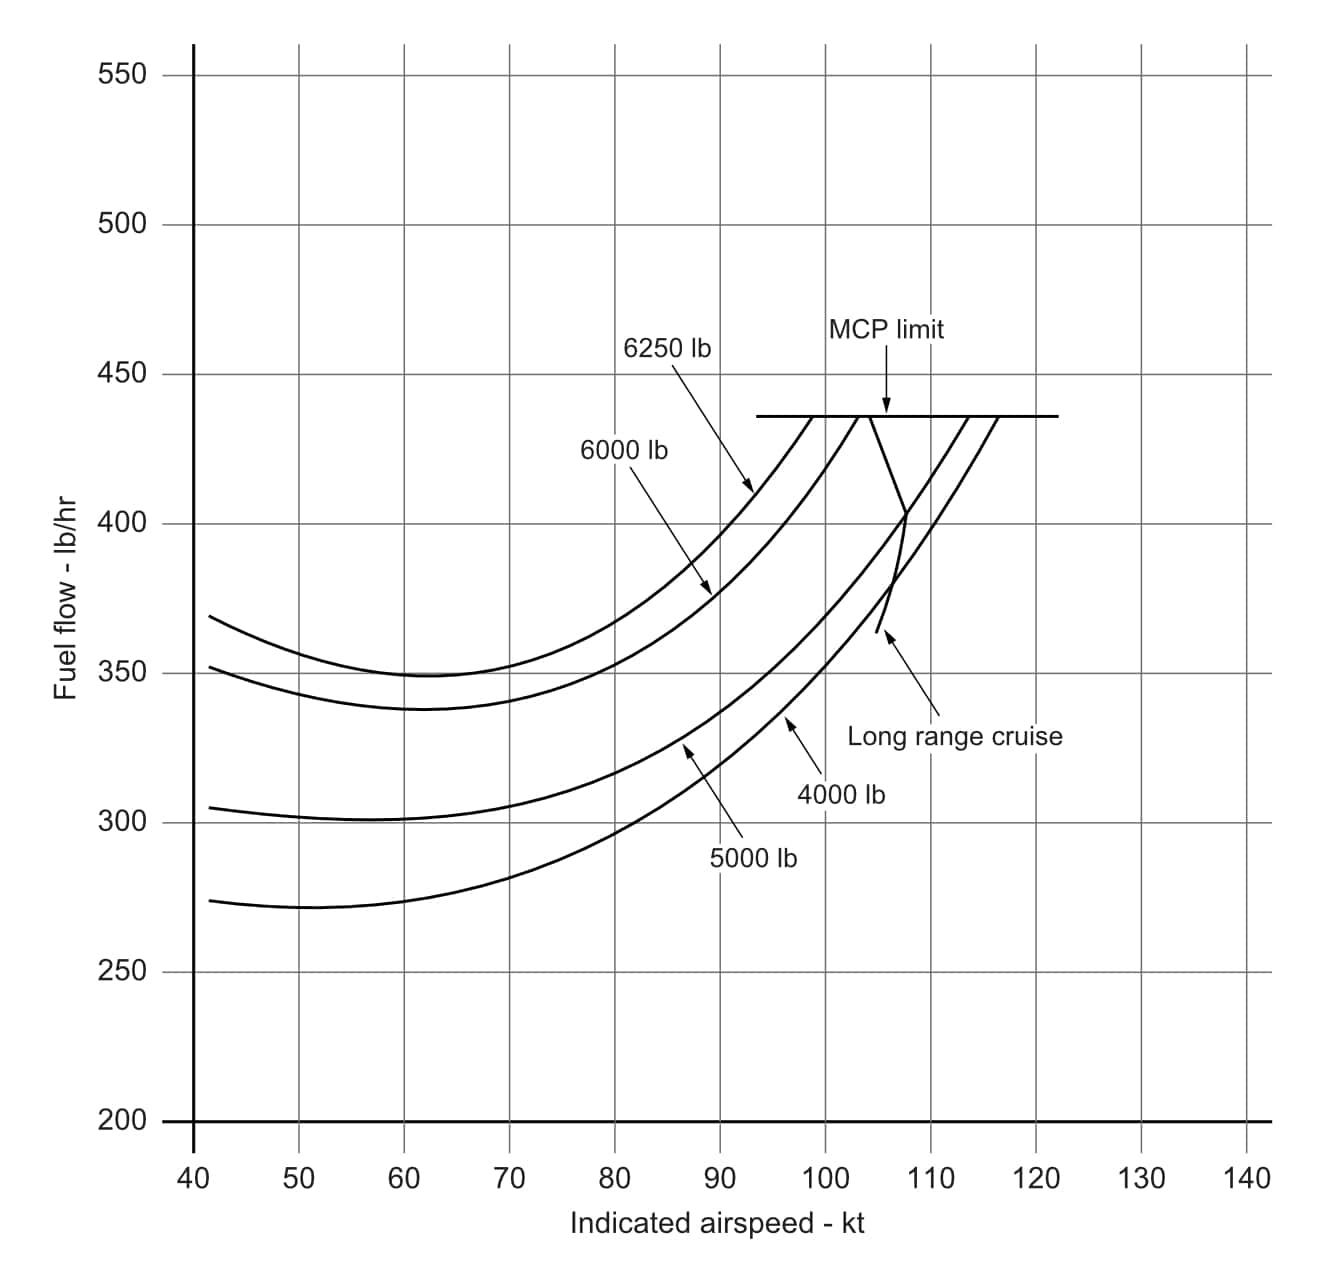 550
500
450
400
350
300
250
200
Fuel flow - lb/hr
MCP limit
6250 lb
6000 lb
Long range cruise
4000 lb
5000 lb
40 50 60 70 80 90 100 110 120 130 140
Indicated airspeed - kt